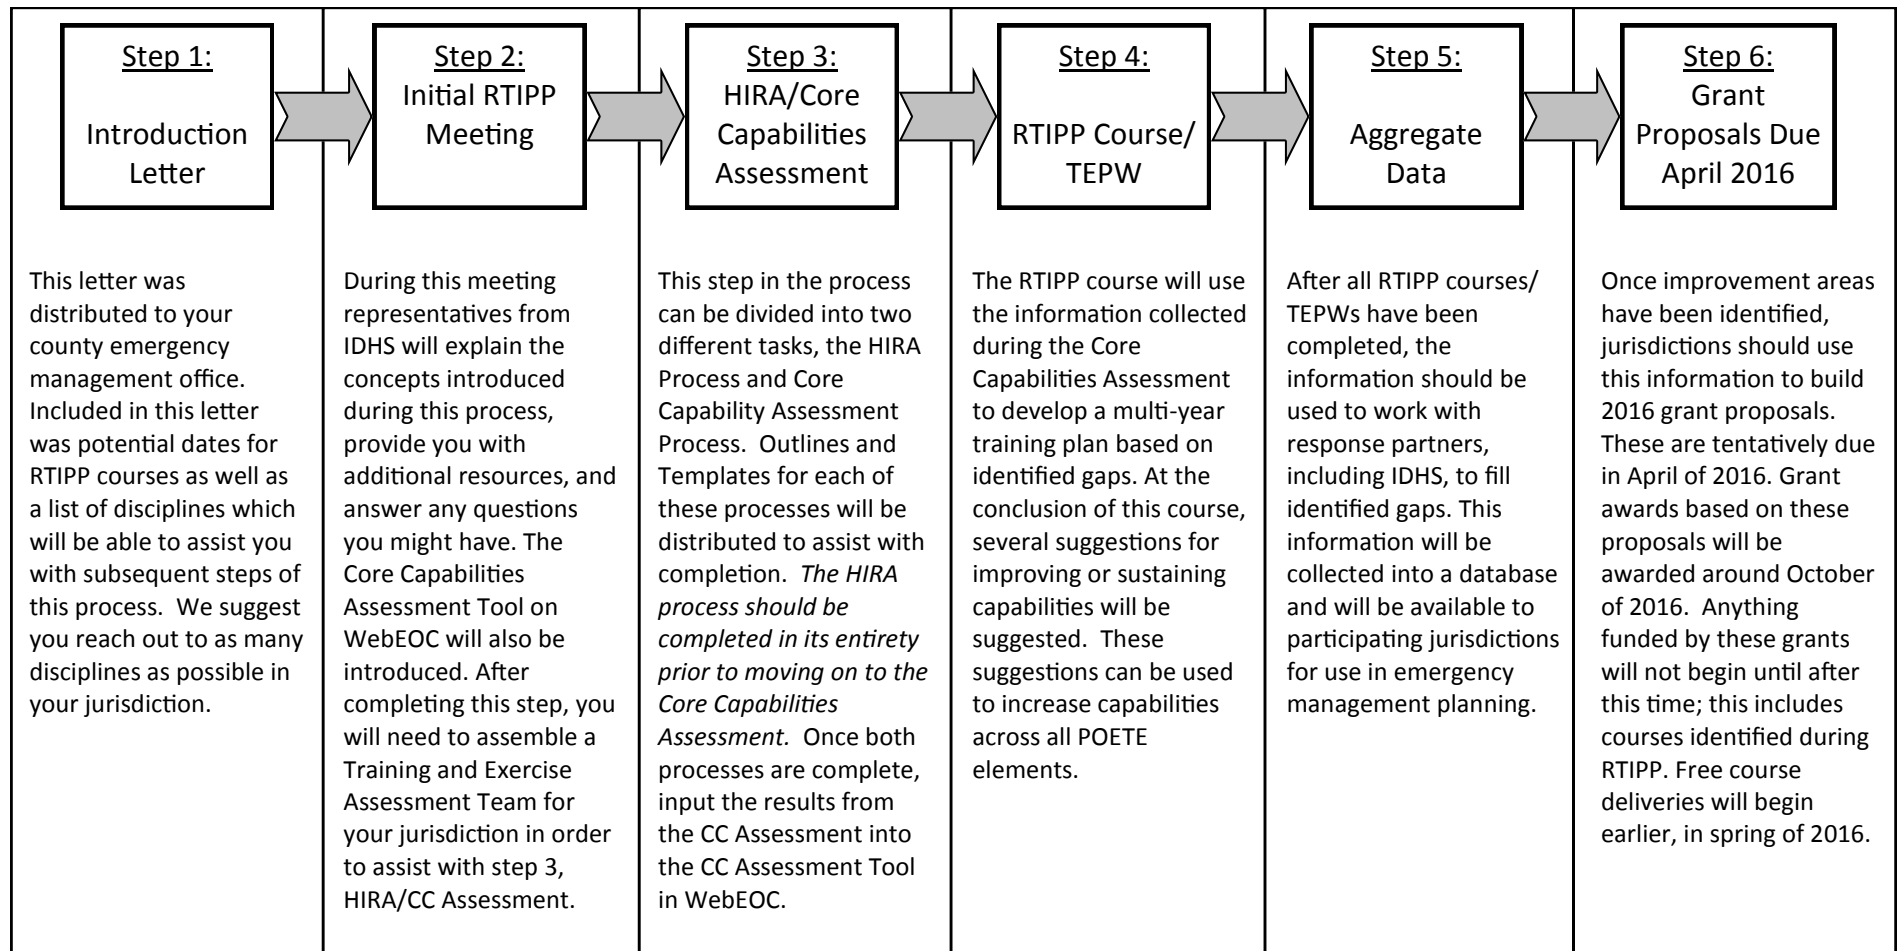 Step 1:
Introduction
Letter
Step 2:
Initial RTIPP
Meeting
Step 3:
HIRA/Core
Capabilities
Assessment
Step 4:
RTIPP Course/
TEPW
Step 5:
Aggregate
Data
Step 6:
Grant
Proposals Due
April 2016
This letter was
distributed to your
county emergency
management office.
Included in this letter
was potential dates for
RTIPP courses as well as
a list of disciplines which
will be able to assist you
with subsequent steps of
this process.  We suggest
you reach out to as many
disciplines as possible in
your jurisdiction.
During this meeting
representatives from
IDHS will explain the
concepts introduced
during this process,
provide you with
additional resources, and
answer any questions
you might have. The
Core Capabilities
Assessment Tool on
WebEOC will also be
introduced. After
completing this step, you
will need to assemble a
Training and Exercise
Assessment Team for
your jurisdiction in order
to assist with step 3,
HIRA/CC Assessment.
This step in the process
can be divided into two
different tasks, the HIRA
Process and Core
Capability Assessment
Process.  Outlines and
Templates for each of
these processes will be
distributed to assist with
completion.  The HIRA
process should be
completed in its entirety
prior to moving on to the
Core Capabilities
Assessment.  Once both
processes are complete,
input the results from
the CC Assessment into
the CC Assessment Tool
in WebEOC.
The RTIPP course will use
the information collected
during the Core
Capabilities Assessment
to develop a multi-year
training plan based on
identified gaps. At the
conclusion of this course,
several suggestions for
improving or sustaining
capabilities will be
suggested.  These
suggestions can be used
to increase capabilities
across all POETE
elements.
After all RTIPP courses/
TEPWs have been
completed, the
information should be
used to work with
response partners,
including IDHS, to fill
identified gaps. This
information will be
collected into a database
and will be available to
participating jurisdictions
for use in emergency
management planning.
Once improvement areas
have been identified,
jurisdictions should use
this information to build
2016 grant proposals.
These are tentatively due
in April of 2016. Grant
awards based on these
proposals will be
awarded around October
of 2016.  Anything
funded by these grants
will not begin until after
this time; this includes
courses identified during
RTIPP. Free course
deliveries will begin
earlier, in spring of 2016.